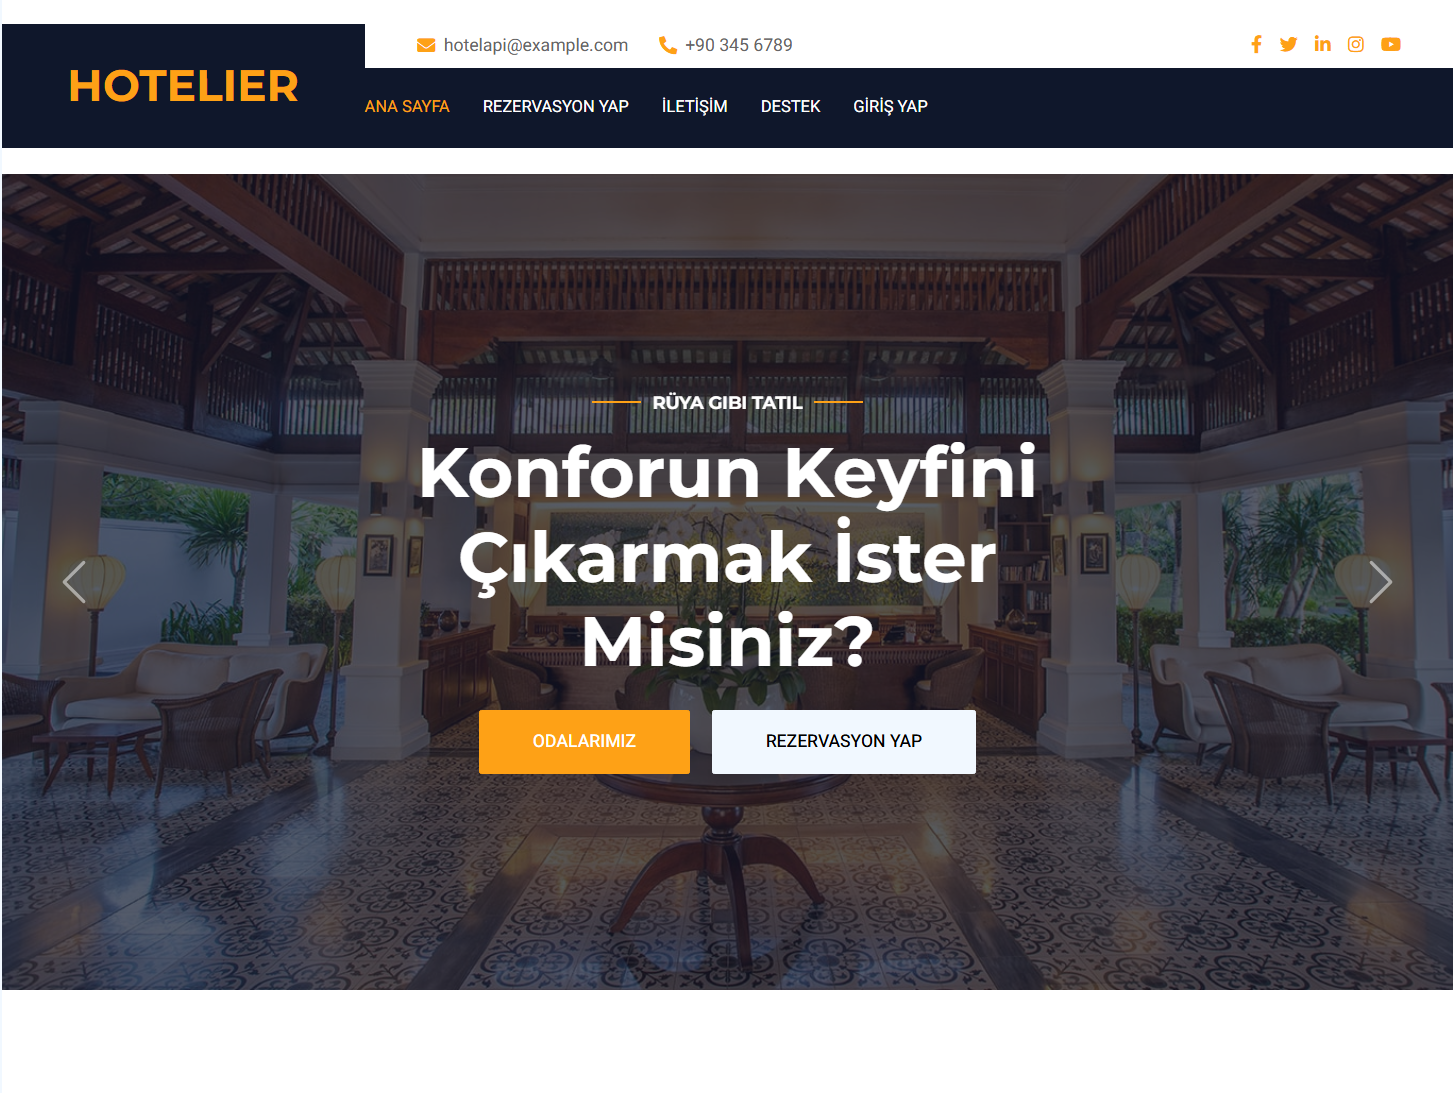 hotelapi@example.com +90 345 6789
HOTELIER
ANA SAYFA REZERVASYON YAP İLETİŞİM DESTEK GİRİŞ YAP
RÜYA GIBI TATIL
Konforun Keyfini
Çıkarmak İster
Misiniz?
ODALARIMIZ REZERVASYON YAP